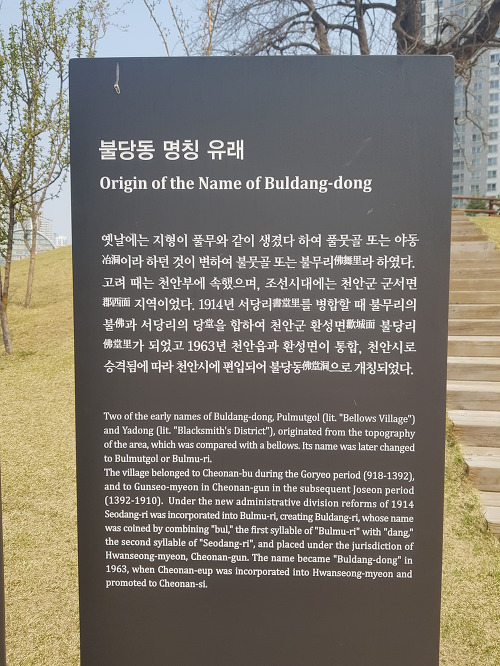 불당동 명칭 유래
Origin of the Name of Buldang-dong
옛날에는 지형이 풀무와 같이 생겼다 하여 풀뭇골 또는 야동
冶洞이라 하던 것이 변하여 불뭇골 또는 불무리佛舞里라 하였다.
고려 때는 천안부에 속했으며, 조선시대에는 천안군 군서면
郡西面 지역이었다. 1914년 서당리書堂里를 병합할 때 불무리의
불佛과 서당리의 당堂을 합하여 천안군 환성면歡城面 불당리
佛堂里가 되었고 1963년 천안읍과 환성면이 통합, 천안시로
승격됨에 따라 천안시에 편입되어 불당동佛堂洞으로 개칭되었다.
Two of the early names of Buldang-dong, Pulmutgol (lit. "Bellows Village")
and Yadong (lit. "Blacksmith's District"), originated from the topography
of the area, which was compared with a bellows. Its name was later changed
to Bulmutgol or Bulmu-ri.
The village belonged to Cheonan-bu during the Goryeo period (918-1392),
and to Gunseo-myeon in Cheonan-gun in the subsequent Joseon period
(1392-1910). Under the new administrative division reforms of 1914
Seodang-ri was incorporated into Bulmu-ri, creating Buldang-ri, whose name
was coined by combining "bul," the first syllable of "Bulmu-ri" with "dang,"
the second syllable of "Seodang-ri", and placed under the jurisdiction of
Hwanseong-myeon, Cheonan-gun. The name became "Buldang-dong" in
1963, when Cheonan-eup was incorporated into Hwanseong-myeon and
promoted to Cheonan-si.